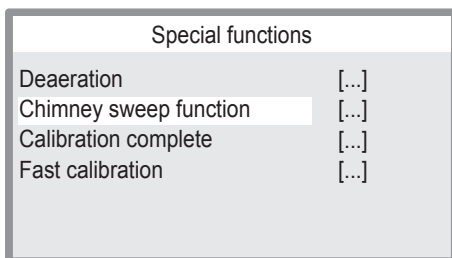 Special functions
Deaeration [...]
Chimney sweep function [...]
Calibration complete [...]
Fast calibration [...]